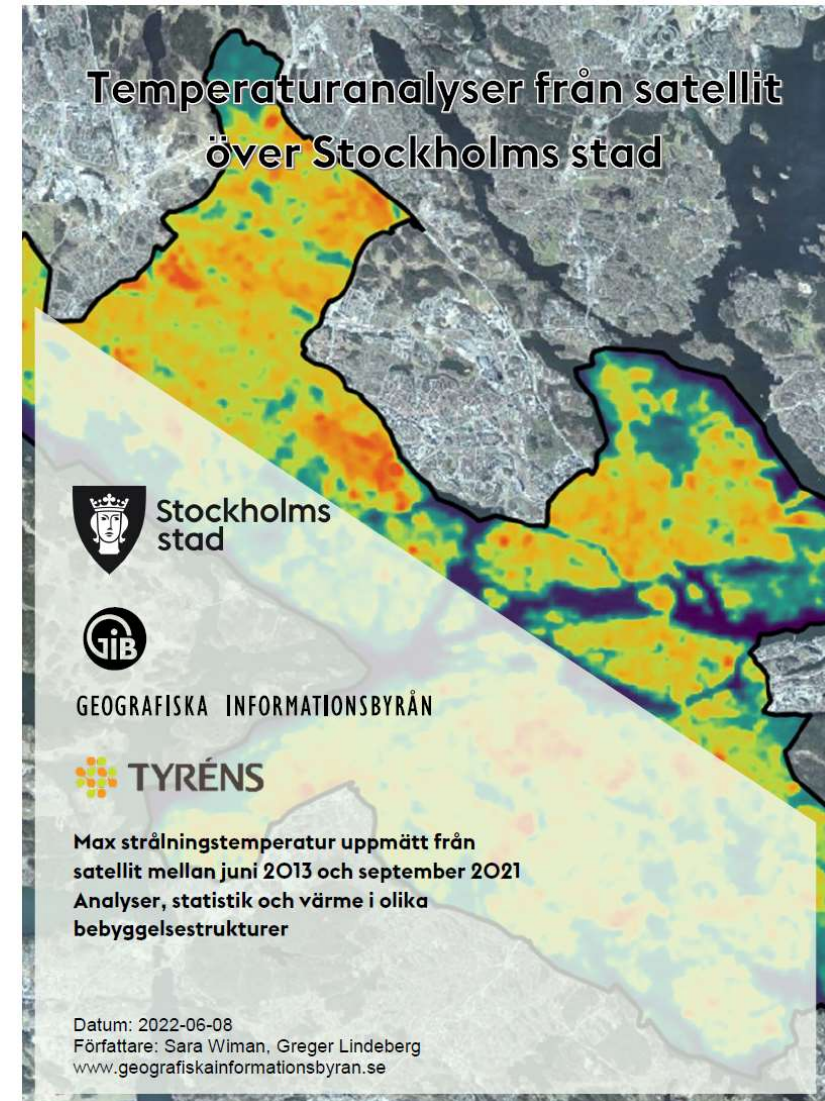 Temperaturanalyser från satellit
över Stockholms stad
Stockholms
stad
GIB
GEOGRAFISKA INFORMATIONSBYRÅN
TYRÉNS
Max strålningstemperatur uppmätt från
satellit mellan juni 2013 och september 2021
Analyser, statistik och värme i olika
bebyggelsestrukturer
Datum: 2022-06-08
Författare: Sara Wiman, Greger Lindeberg
www.geografiskainformationsbyran.se